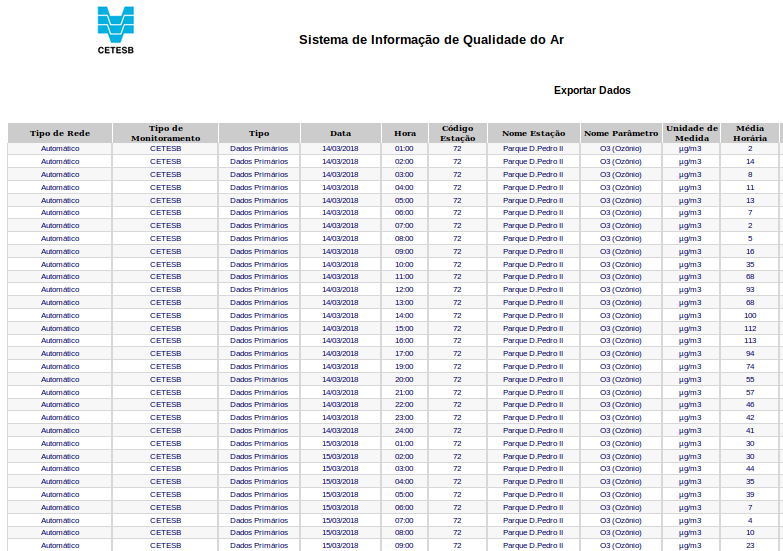 CETESB
Sistema de Informação de Qualidade do Ar
Exportar Dados
Tipo de Rede Tipo de Monitoramento Tipo Data Hora Código Estação Nome Estação Nome Parâmetro Unidade de Medida Média Horária
Automático CETESB Dados Primários 14/03/2018 01:00 72 Parque D.Pedro II O3 (Ozônio) µg/m3 2
Automático CETESB Dados Primários 14/03/2018 02:00 72 Parque D.Pedro II O3 (Ozônio) µg/m3 14
Automático CETESB Dados Primários 14/03/2018 03:00 72 Parque D.Pedro II O3 (Ozônio) µg/m3 8
Automático CETESB Dados Primários 14/03/2018 04:00 72 Parque D.Pedro II O3 (Ozônio) µg/m3 11
Automático CETESB Dados Primários 14/03/2018 05:00 72 Parque D.Pedro II O3 (Ozônio) µg/m3 13
Automático CETESB Dados Primários 14/03/2018 06:00 72 Parque D.Pedro II O3 (Ozônio) µg/m3 7
Automático CETESB Dados Primários 14/03/2018 07:00 72 Parque D.Pedro II O3 (Ozônio) µg/m3 2
Automático CETESB Dados Primários 14/03/2018 08:00 72 Parque D.Pedro II O3 (Ozônio) µg/m3 5
Automático CETESB Dados Primários 14/03/2018 09:00 72 Parque D.Pedro II O3 (Ozônio) µg/m3 16
Automático CETESB Dados Primários 14/03/2018 10:00 72 Parque D.Pedro II O3 (Ozônio) µg/m3 35
Automático CETESB Dados Primários 14/03/2018 11:00 72 Parque D.Pedro II O3 (Ozônio) µg/m3 68
Automático CETESB Dados Primários 14/03/2018 12:00 72 Parque D.Pedro II O3 (Ozônio) µg/m3 93
Automático CETESB Dados Primários 14/03/2018 13:00 72 Parque D.Pedro II O3 (Ozônio) µg/m3 68
Automático CETESB Dados Primários 14/03/2018 14:00 72 Parque D.Pedro II O3 (Ozônio) µg/m3 100
Automático CETESB Dados Primários 14/03/2018 15:00 72 Parque D.Pedro II O3 (Ozônio) µg/m3 112
Automático CETESB Dados Primários 14/03/2018 16:00 72 Parque D.Pedro II O3 (Ozônio) µg/m3 113
Automático CETESB Dados Primários 14/03/2018 17:00 72 Parque D.Pedro II O3 (Ozônio) µg/m3 94
Automático CETESB Dados Primários 14/03/2018 19:00 72 Parque D.Pedro II O3 (Ozônio) µg/m3 74
Automático CETESB Dados Primários 14/03/2018 20:00 72 Parque D.Pedro II O3 (Ozônio) µg/m3 55
Automático CETESB Dados Primários 14/03/2018 21:00 72 Parque D.Pedro II O3 (Ozônio) µg/m3 57
Automático CETESB Dados Primários 14/03/2018 22:00 72 Parque D.Pedro II O3 (Ozônio) µg/m3 46
Automático CETESB Dados Primários 14/03/2018 23:00 72 Parque D.Pedro II O3 (Ozônio) µg/m3 42
Automático CETESB Dados Primários 14/03/2018 24:00 72 Parque D.Pedro II O3 (Ozônio) µg/m3 41
Automático CETESB Dados Primários 15/03/2018 01:00 72 Parque D.Pedro II O3 (Ozônio) µg/m3 30
Automático CETESB Dados Primários 15/03/2018 02:00 72 Parque D.Pedro II O3 (Ozônio) µg/m3 30
Automático CETESB Dados Primários 15/03/2018 03:00 72 Parque D.Pedro II O3 (Ozônio) µg/m3 44
Automático CETESB Dados Primários 15/03/2018 04:00 72 Parque D.Pedro II O3 (Ozônio) µg/m3 35
Automático CETESB Dados Primários 15/03/2018 05:00 72 Parque D.Pedro II O3 (Ozônio) µg/m3 39
Automático CETESB Dados Primários 15/03/2018 06:00 72 Parque D.Pedro II O3 (Ozônio) µg/m3 7
Automático CETESB Dados Primários 15/03/2018 07:00 72 Parque D.Pedro II O3 (Ozônio) µg/m3 4
Automático CETESB Dados Primários 15/03/2018 08:00 72 Parque D.Pedro II O3 (Ozônio) µg/m3 10
Automático CETESB Dados Primários 15/03/2018 09:00 72 Parque D.Pedro II O3 (Ozônio) µg/m3 23